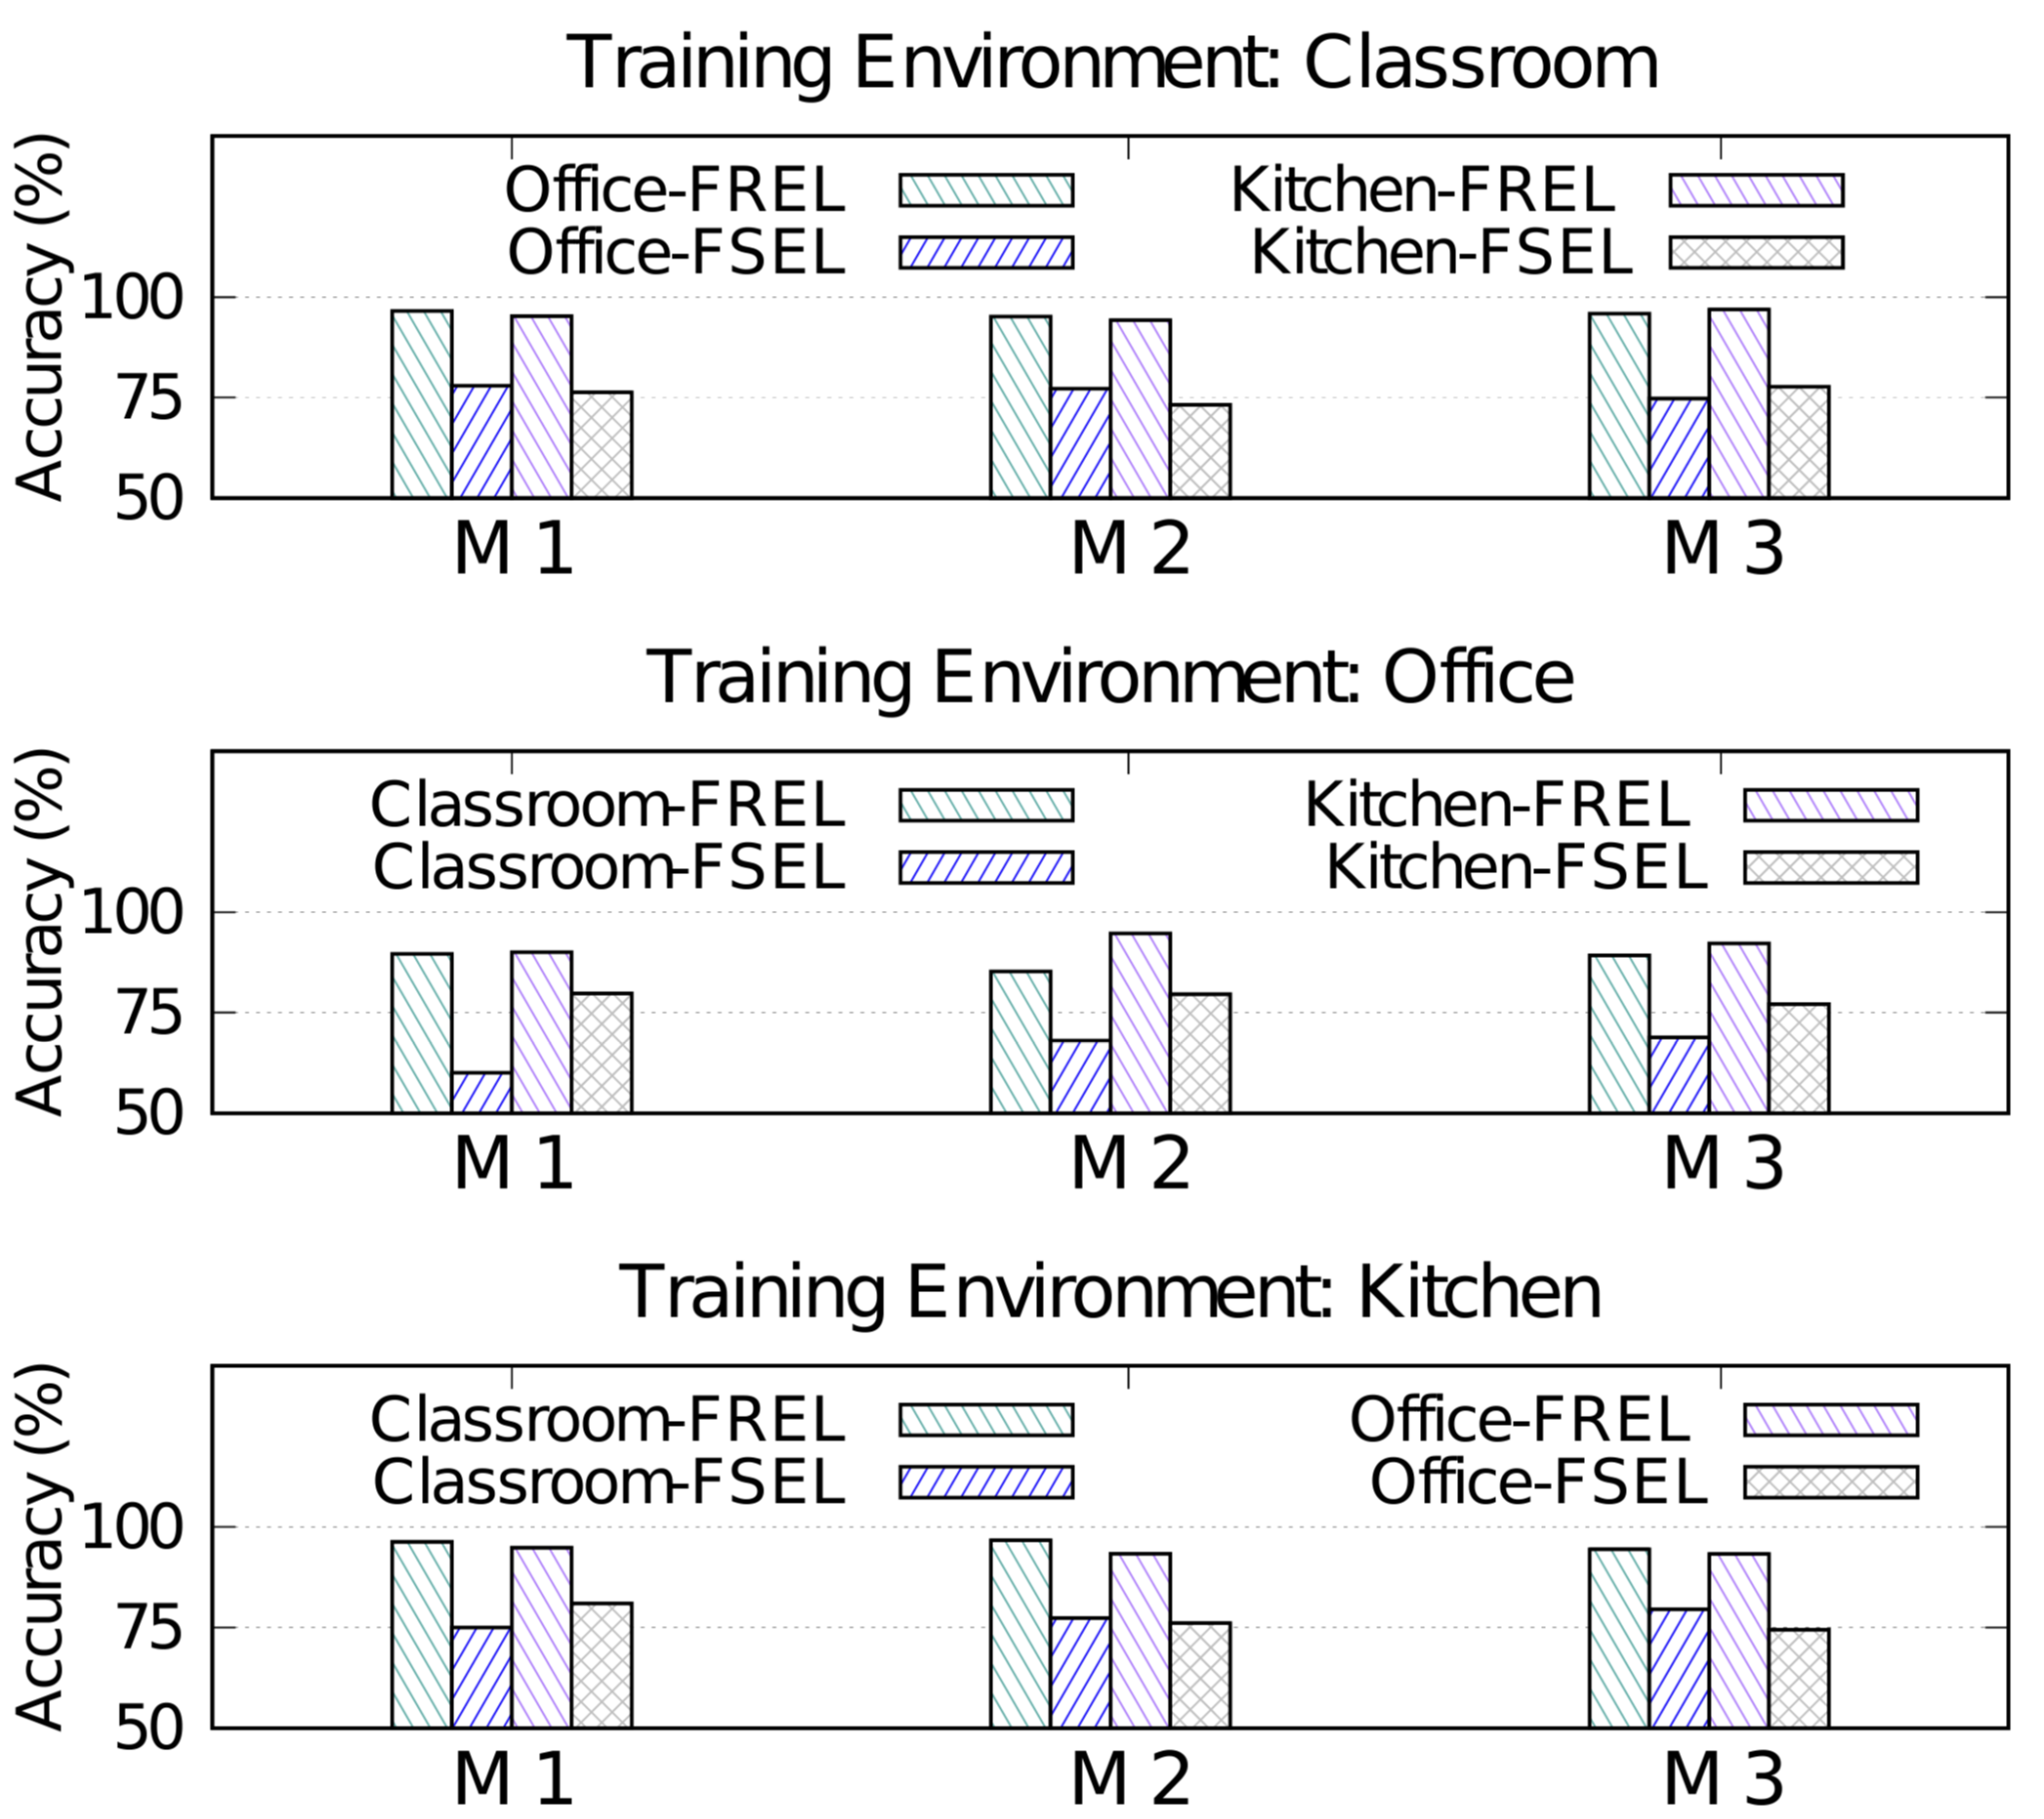 Training Environment: Classroom
Accuracy (%)
Office-FREL Kitchen-FREL
Office-FSEL Kitchen-FSEL
100
75
50
M 1 M 2 M 3
Training Environment: Office
Accuracy (%)
Classroom-FREL Kitchen-FREL
Classroom-FSEL Kitchen-FSEL
100
75
50
M 1 M 2 M 3
Training Environment: Kitchen
Accuracy (%)
Classroom-FREL Office-FREL
Classroom-FSEL Office-FSEL
100
75
50
M 1 M 2 M 3